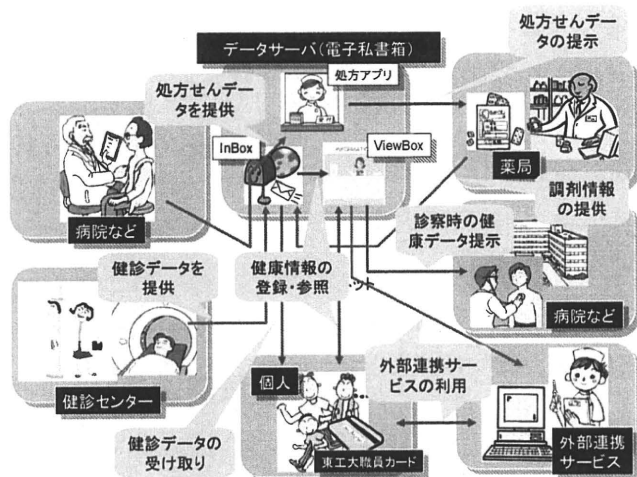 データサーバ(電子私書箱)
処方アプリ
処方せんデー
タの提示
処方せんデー
タを提供
InBox
ViewBox
薬局
調剤情報
の提供
病院など
診察時の健
康データ提示
健診データを
提供
健康情報の
登録・参照
ット
病院など
健診センター
個人
外部連携サー
ビスの利用
健診データの
受け取り
東工大職員カード
外部連携
サービス